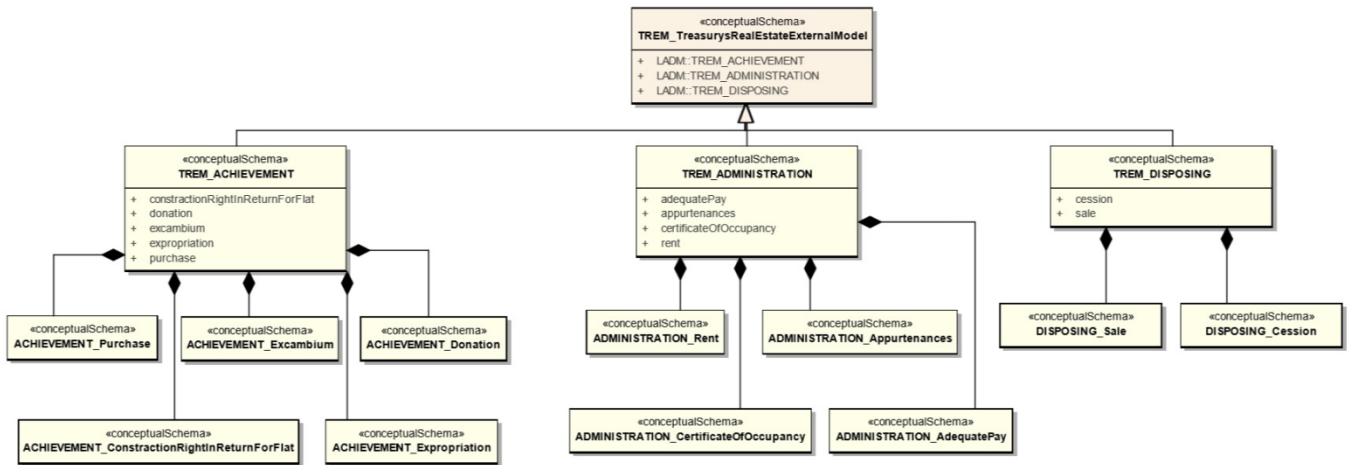 «conceptualSchema»
TREM_TreasurysRealEstateExternalModel
+ LADM::TREM_ACHIEVEMENT
+ LADM::TREM_ADMINISTRATION
+ LADM::TREM_DISPOSING
«conceptualSchema»
TREM_ACHIEVEMENT
+ constractionRightInReturnForFlat
+ donation
+ excambium
+ expropriation
+ purchase
«conceptualSchema»
TREM_ADMINISTRATION
+ adequatePay
+ appurtenances
+ certificateOfOccupancy
+ rent
«conceptualSchema»
TREM_DISPOSING
+ cession
+ sale
«conceptualSchema»
ACHIEVEMENT_Purchase
«conceptualSchema»
ACHIEVEMENT_Excambium
«conceptualSchema»
ACHIEVEMENT_Donation
«conceptualSchema»
ADMINISTRATION_Rent
«conceptualSchema»
ADMINISTRATION_Appurtenances
«conceptualSchema»
DISPOSING_Sale
«conceptualSchema»
DISPOSING_Cession
«conceptualSchema»
ACHIEVEMENT_ConstractionRightInReturnForFlat
«conceptualSchema»
ACHIEVEMENT_Expropriation
«conceptualSchema»
ADMINISTRATION_CertificateOfOccupancy
«conceptualSchema»
ADMINISTRATION_AdequatePay